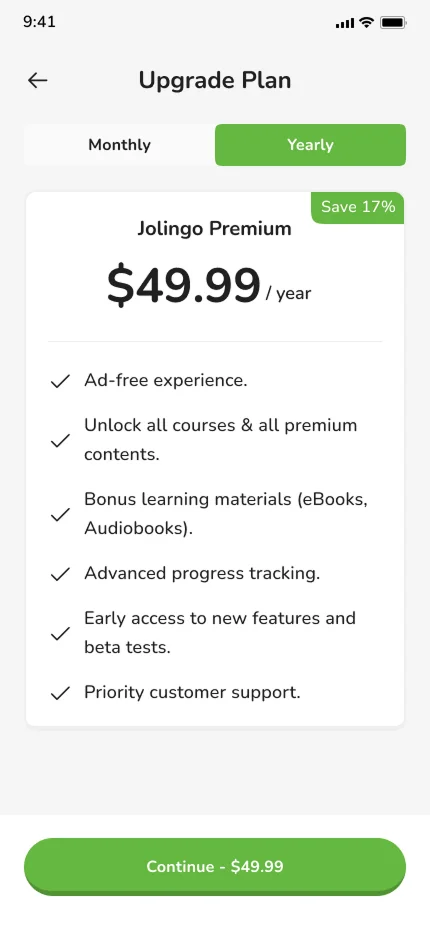 9:41
Upgrade Plan
Monthly
Yearly
Save 17%
Jolingo Premium
$49.99 / year
Ad-free experience.
Unlock all courses & all premium
contents.
Bonus learning materials (eBooks,
Audiobooks).
Advanced progress tracking.
Early access to new features and
beta tests.
Priority customer support.
Continue - $49.99